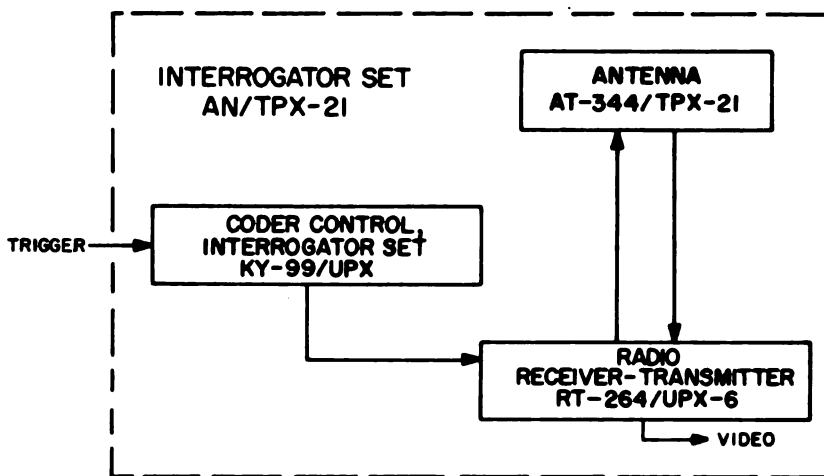 INTERROGATOR SET
AN/TPX-21
ANTENNA
AT-344/TPX-21
TRIGGER
CODER CONTROL,
INTERROGATOR SET
KY-99/UPX
RADIO
RECEIVER-TRANSMITTER
RT-264/UPX-6
VIDEO